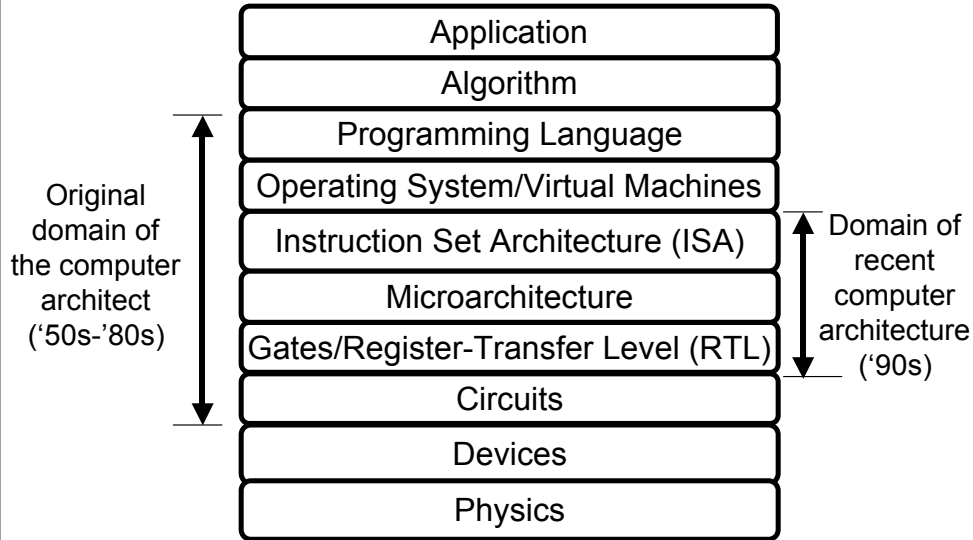 Application
Algorithm
Programming Language
Operating System/Virtual Machines
Instruction Set Architecture (ISA)
Microarchitecture
Gates/Register-Transfer Level (RTL)
Circuits
Devices
Physics
Original
domain of
the computer
architect
(‘50s-’80s)
Domain of
recent
computer
architecture
(‘90s)